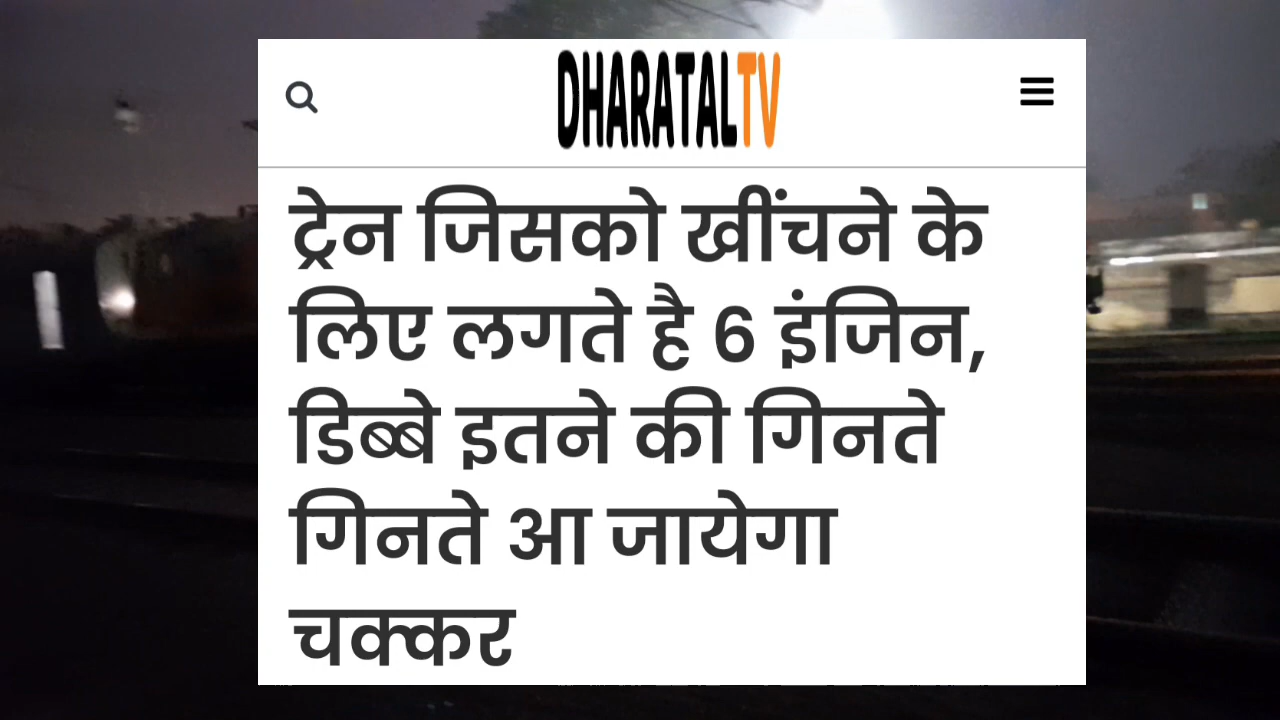 DHARATALTV
ट्रेन जिसको खींचने के
लिए लगते है 6 इंजिन,
डिब्बे इतने की गिनते
गिनते आ जायेगा
चक्कर